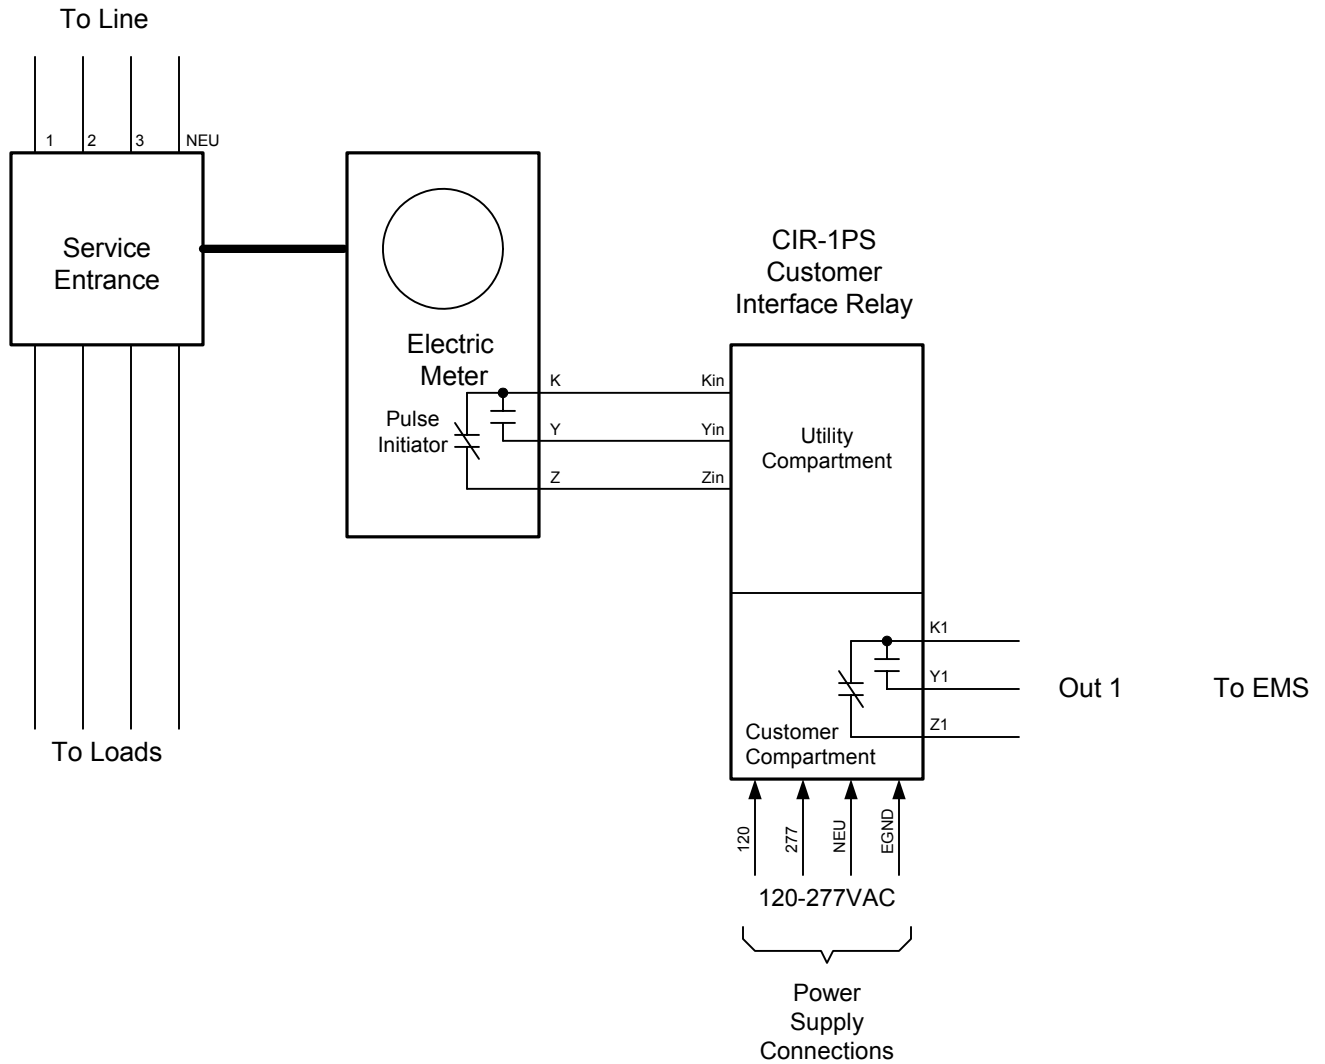 To Line
1
2
3
NEU
Service
Entrance
To Loads
Electric
Meter
Pulse
Initiator
K
Y
Z
Kin
Yin
Zin
CIR-1PS
Customer
Interface Relay
Utility
Compartment
K1
Y1
Z1
Out 1
To EMS
Customer
Compartment
120
277
NEU
EGND
120-277VAC
Power
Supply
Connections